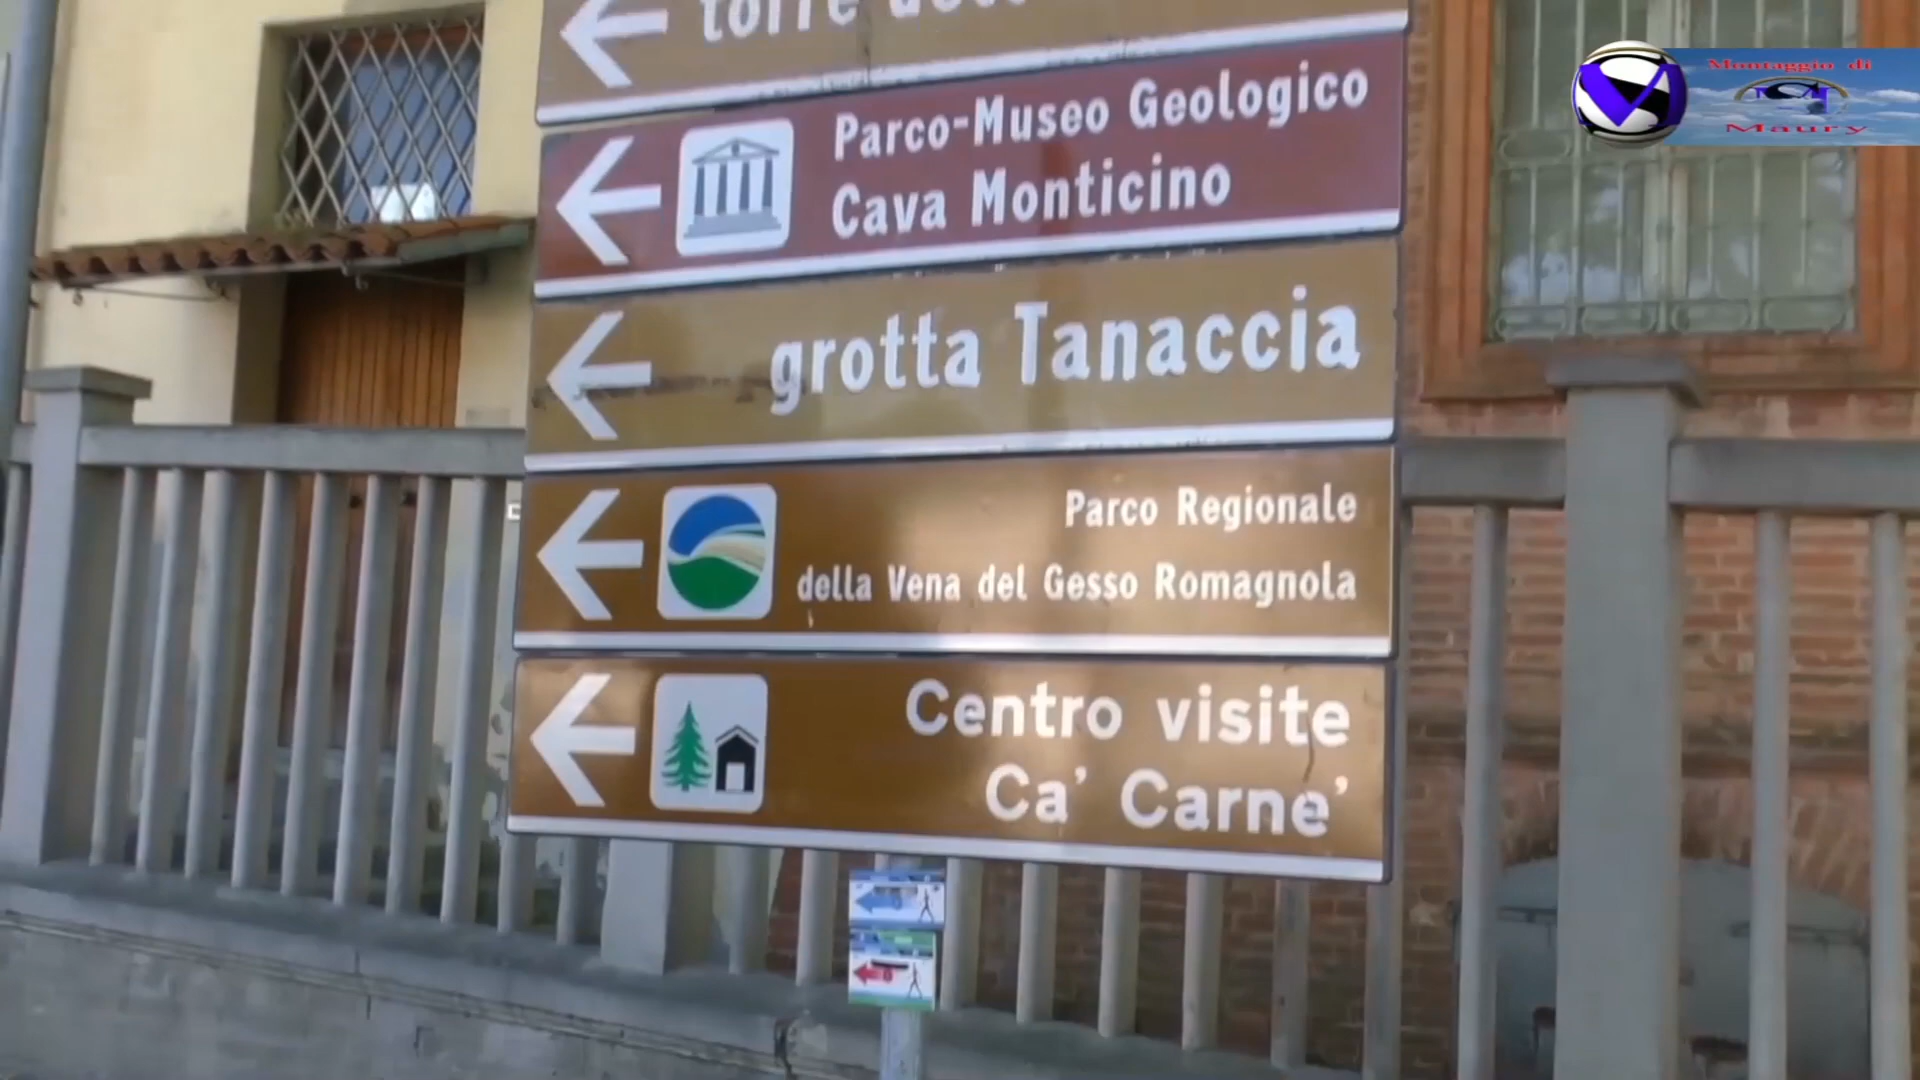 torre
Parco-Museo Geologico
Cava Monticino
grotta Tanaccia
Parco Regionale
della Vena del Gesso Romagnola
Centro visite
Ca' Carne'
Montaggio di
Maury